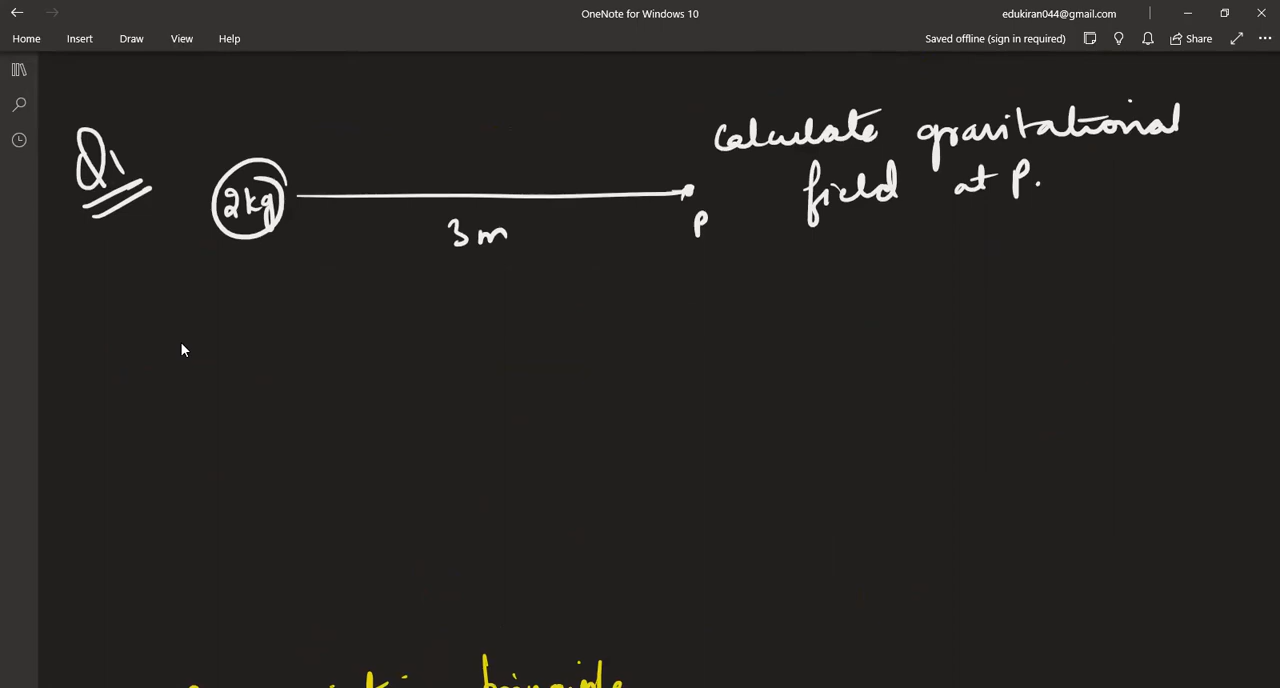 OneNote for Windows 10
edukiran044@gmail.com
Home Insert Draw View Help
Saved offline (sign in required) Share
Q1
2kg
3 m
P
calculate gravitational
field at P.